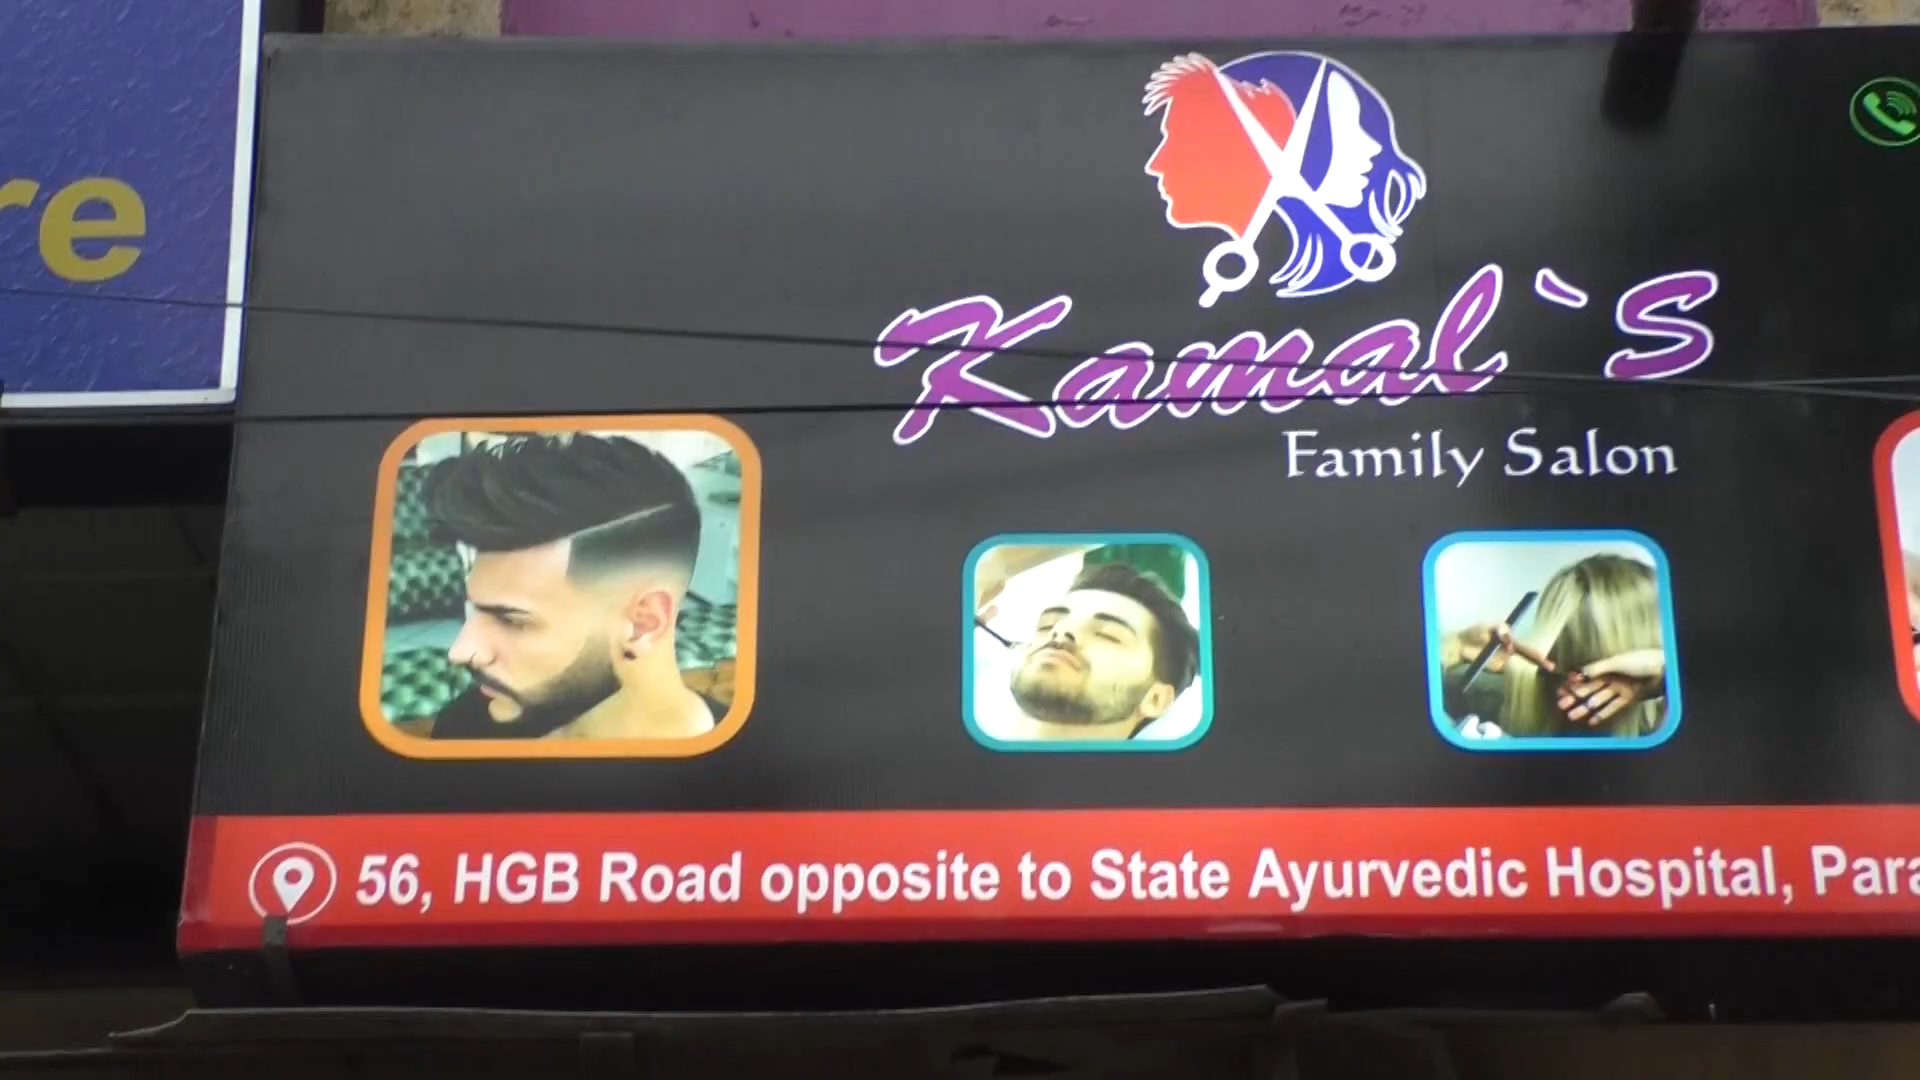 re
Kamal`s
Family Salon
56, HGB Road opposite to State Ayurvedic Hospital, Para